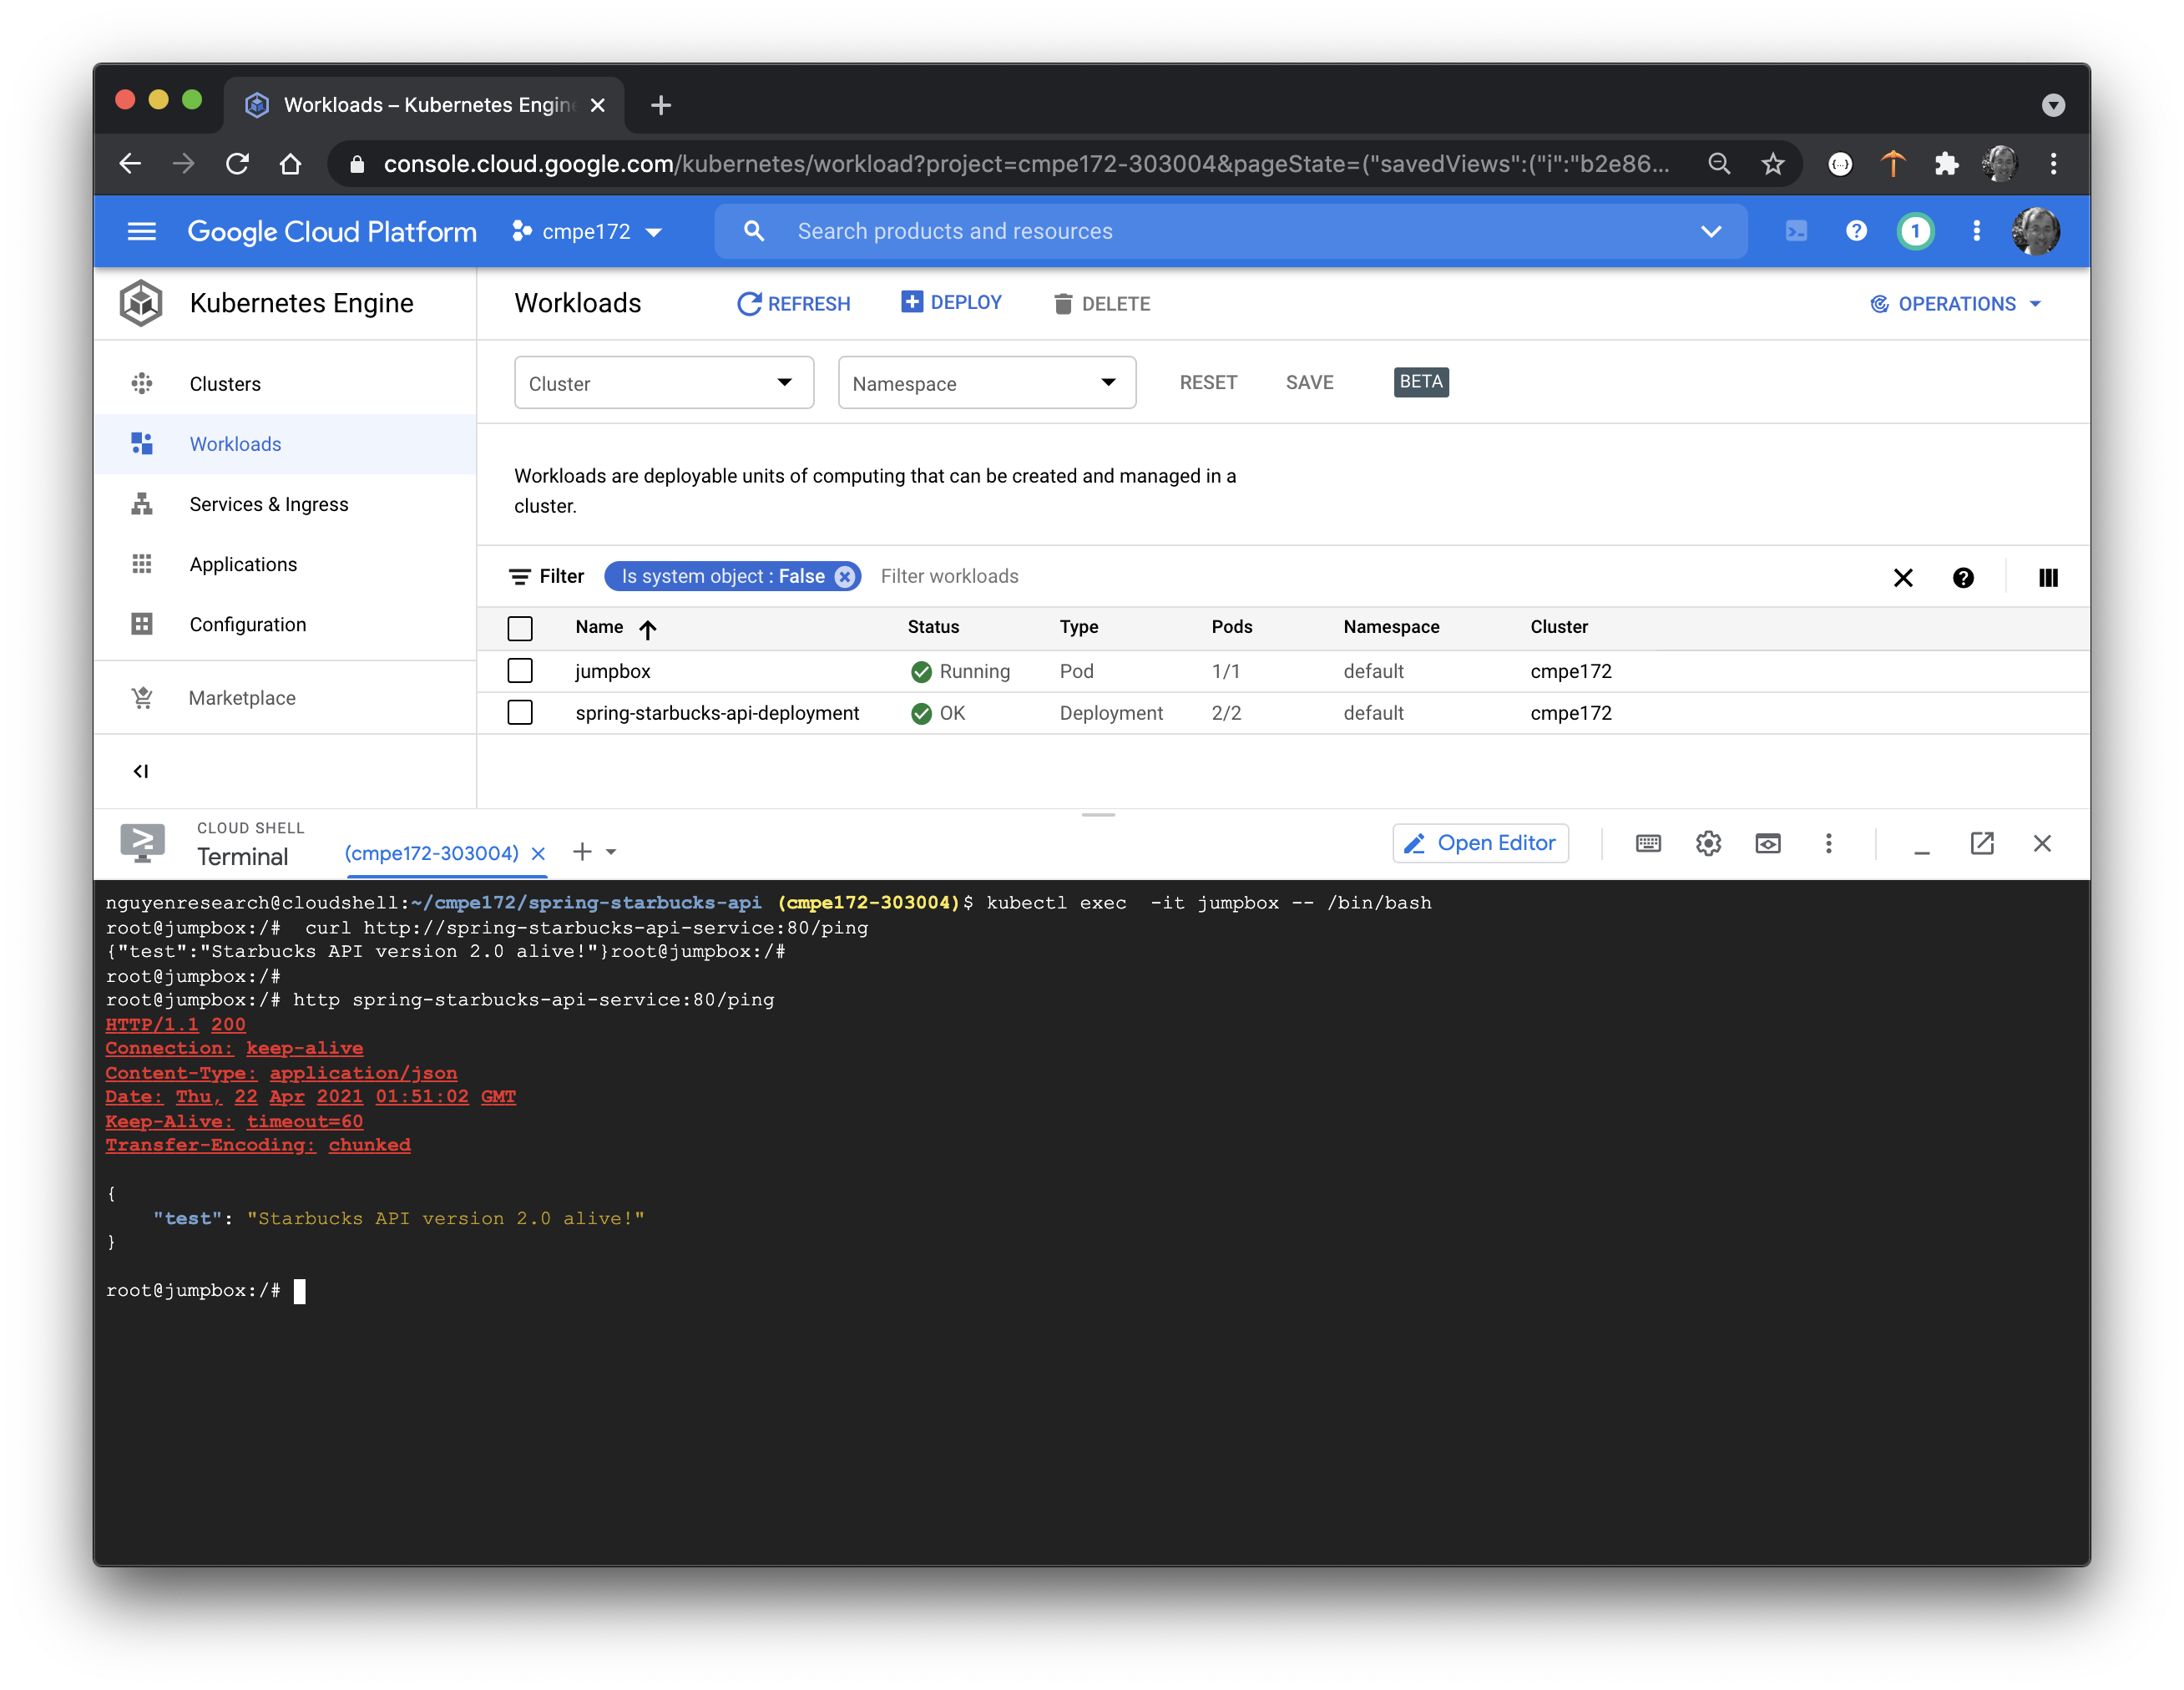 Workloads – Kubernetes Engine
console.cloud.google.com/kubernetes/workload?project=cmpe172-303004&pageState=("savedViews":("i":"b2e86...
Google Cloud Platform cmpe172 Search products and resources 1
Kubernetes Engine
Workloads REFRESH DEPLOY DELETE OPERATIONS
Clusters
Workloads
Services & Ingress
Applications
Configuration
Marketplace
Cluster Namespace RESET SAVE BETA
Workloads are deployable units of computing that can be created and managed in a
cluster.
Filter Is system object : False Filter workloads
Name Status Type Pods Namespace Cluster
jumpbox Running Pod 1/1 default cmpe172
spring-starbucks-api-deployment OK Deployment 2/2 default cmpe172
CLOUD SHELL
Terminal (cmpe172-303004) Open Editor
nguyenresearch@cloudshell:~/cmpe172/spring-starbucks-api (cmpe172-303004)$ kubectl exec  -it jumpbox -- /bin/bash
root@jumpbox:/#  curl http://spring-starbucks-api-service:80/ping
{"test":"Starbucks API version 2.0 alive!"}root@jumpbox:/#
root@jumpbox:/#
root@jumpbox:/# http spring-starbucks-api-service:80/ping
HTTP/1.1 200
Connection: keep-alive
Content-Type: application/json
Date: Thu, 22 Apr 2021 01:51:02 GMT
Keep-Alive: timeout=60
Transfer-Encoding: chunked
{
    "test": "Starbucks API version 2.0 alive!"
}
root@jumpbox:/#